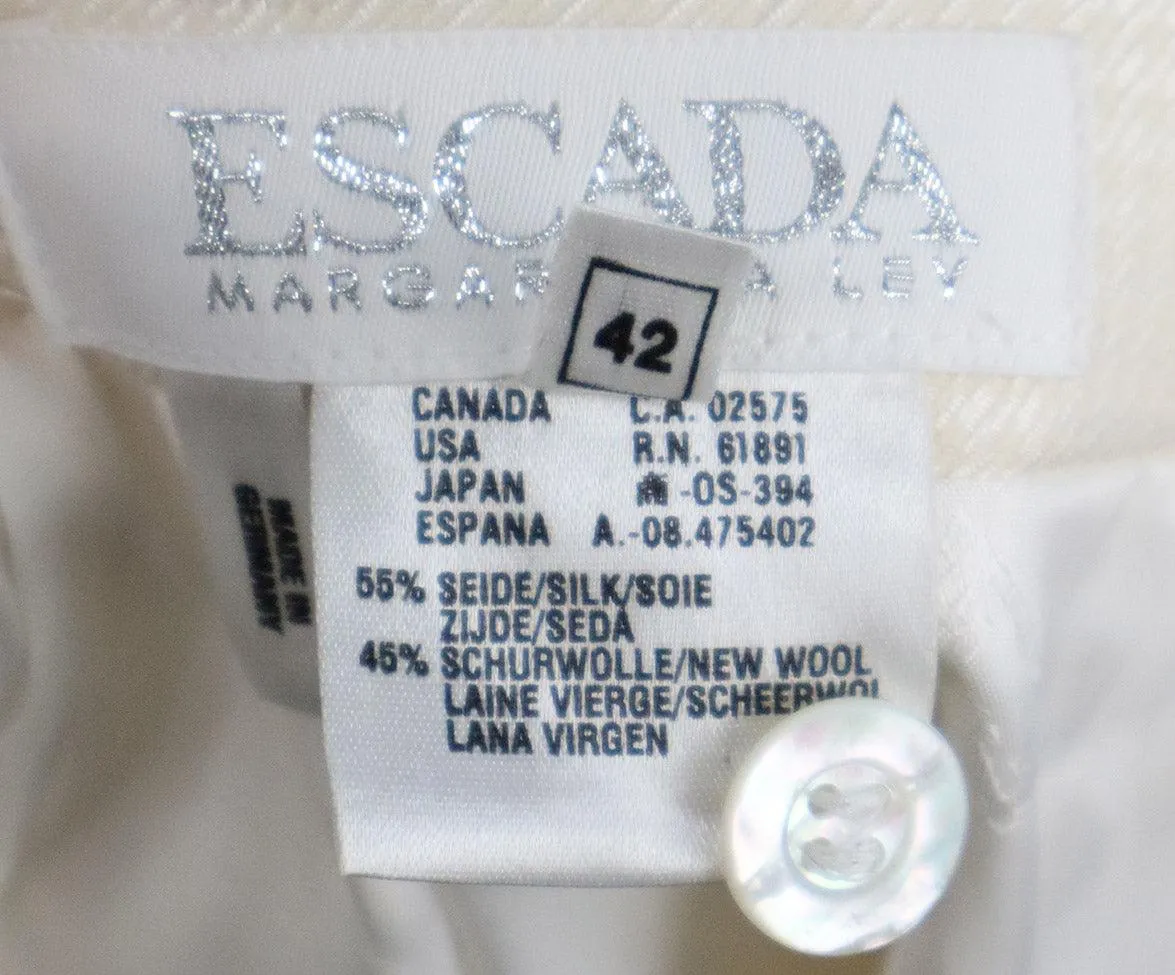 ESCADA
MARGAR A LEY
42
CANADA C.A. 02575
USA R.N. 61891
JAPAN -OS-394
ESPANA A.-08.475402
MADE IN
GERMANY
55% SEIDE/SILK/SOIE
ZIJDE/SEDA
45% SCHURWOLLE/NEW WOOL
LAINE VIERGE/SCHEERWOL
LANA VIRGEN